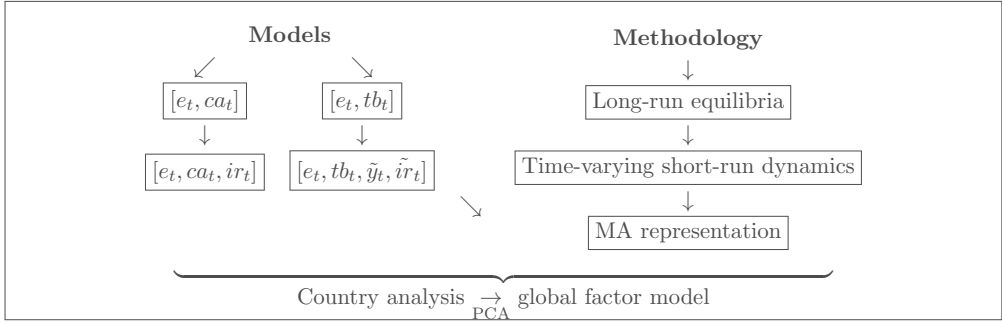 Models
[e_t, ca_t]
[e_t, tb_t]
[e_t, ca_t, ir_t]
[e_t, tb_t, ỹ_t, ĩr_t]
Methodology
Long-run equilibria
Time-varying short-run dynamics
MA representation
Country analysis → global factor model
PCA